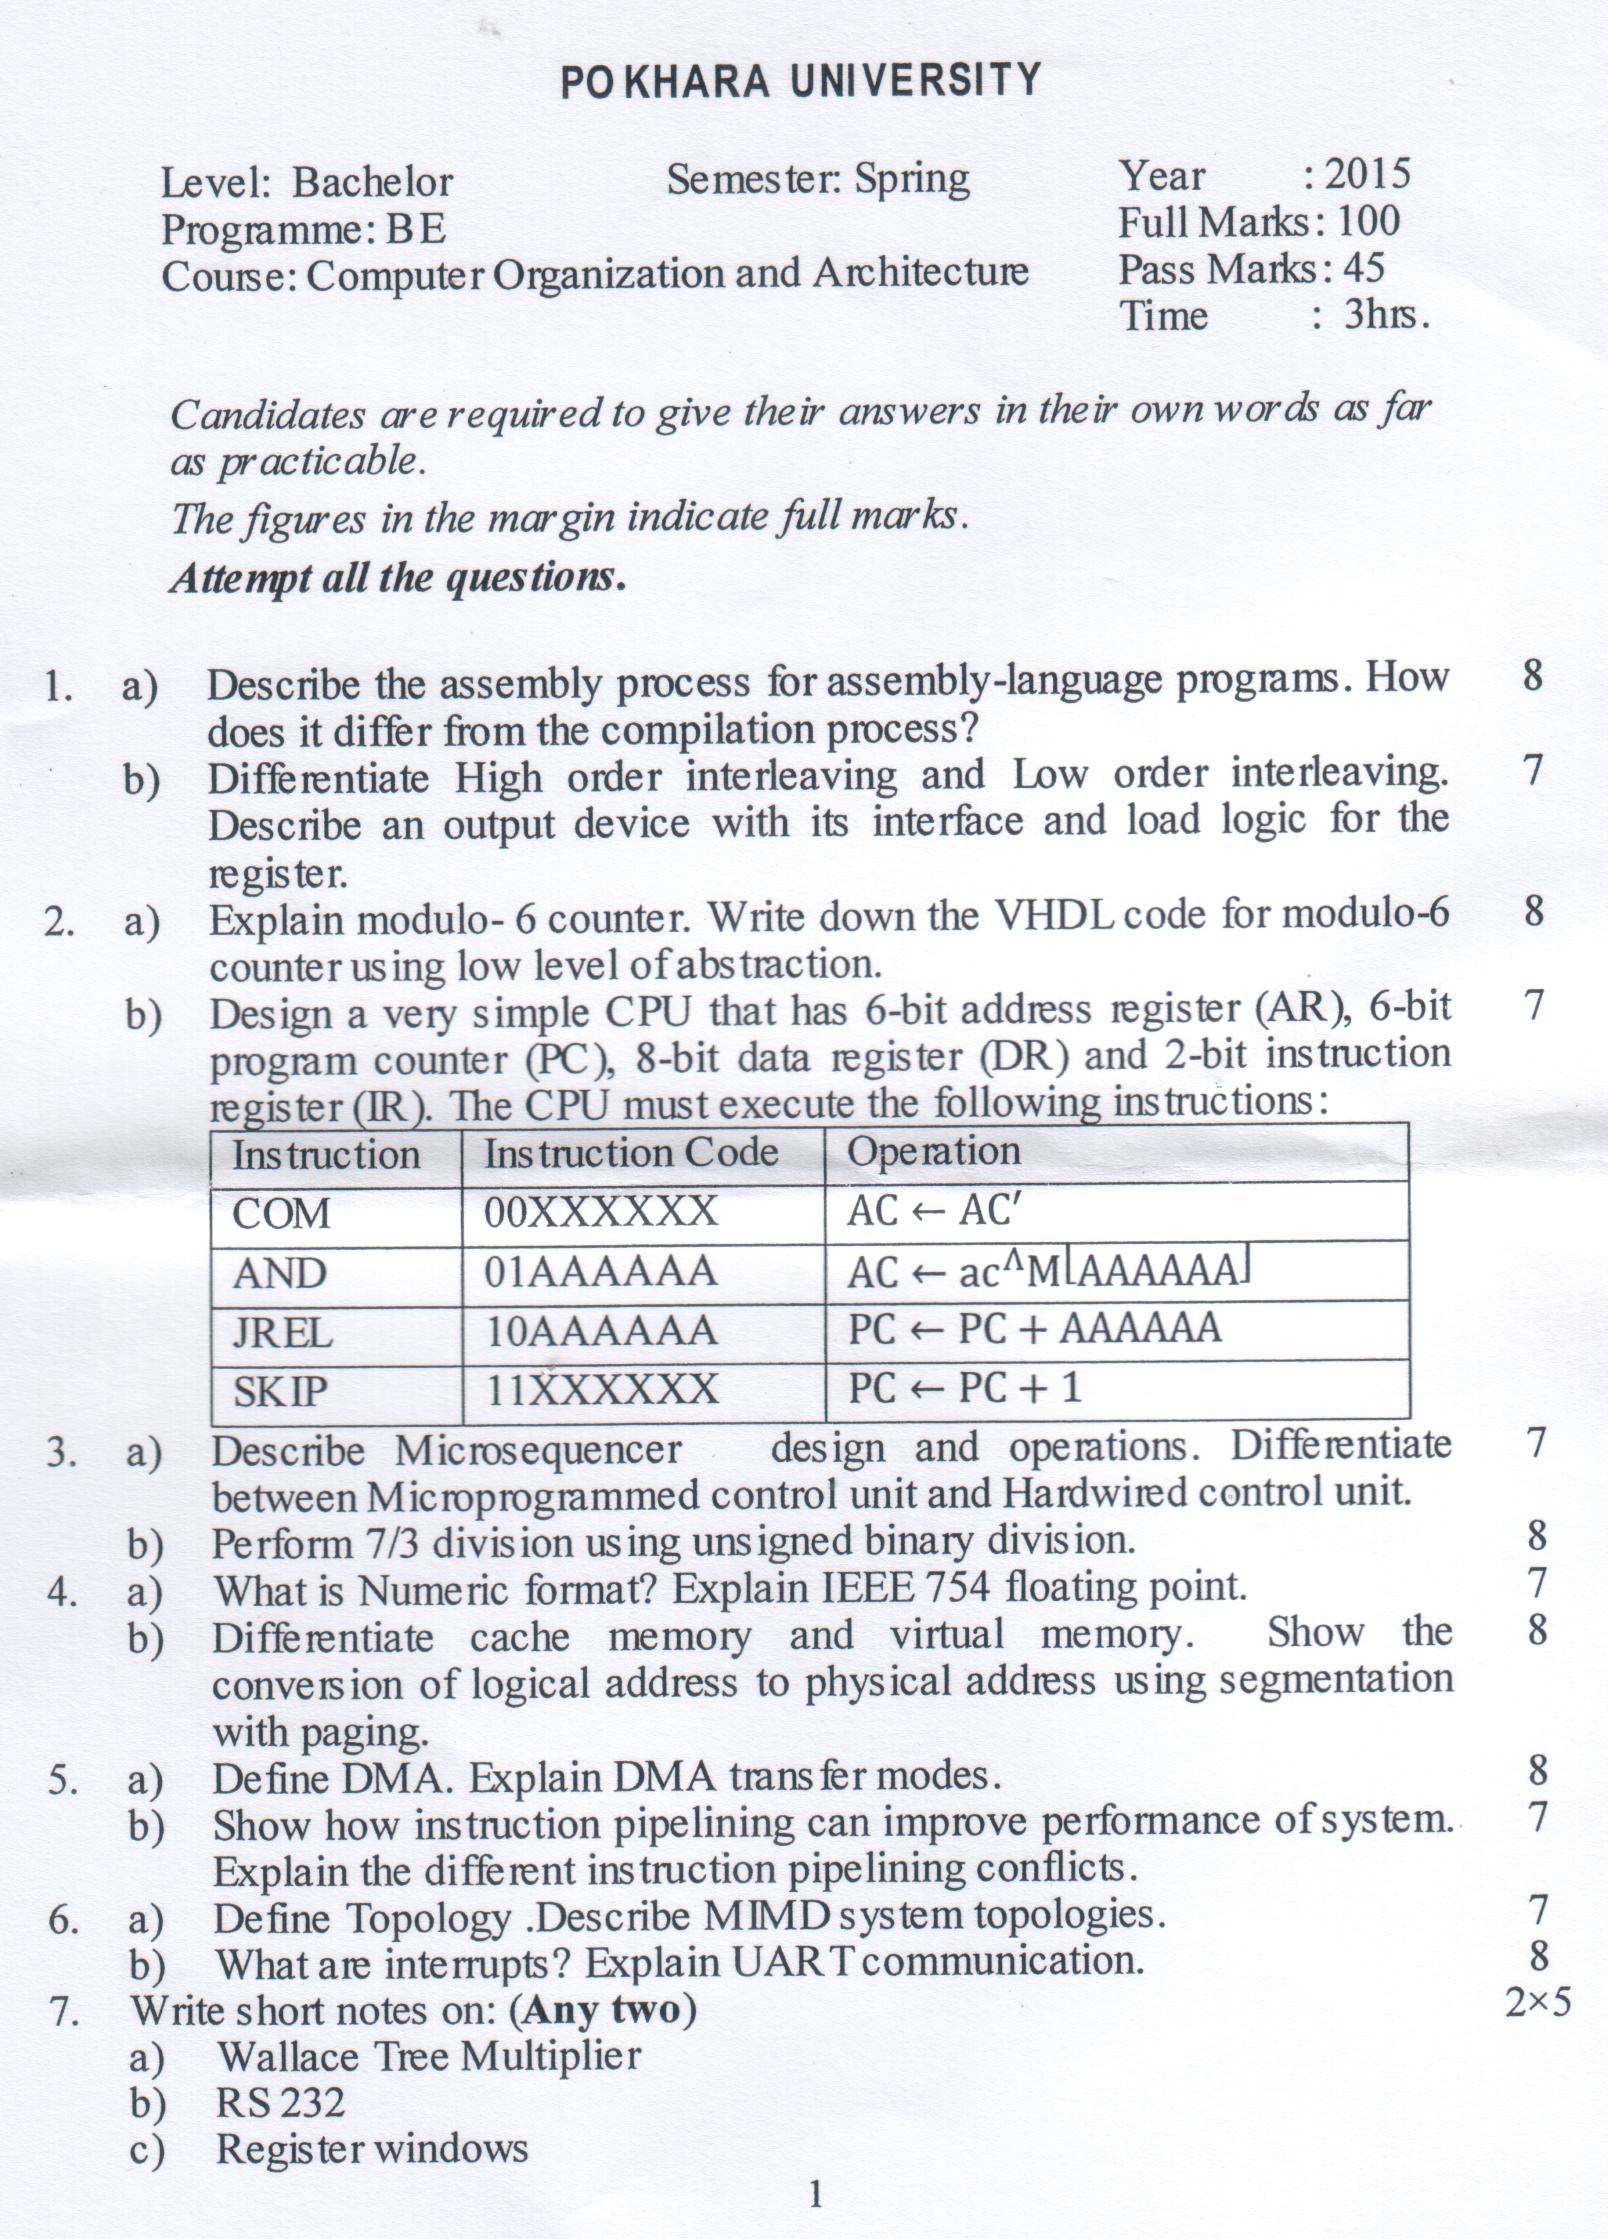 POKHARA UNIVERSITY
Level: Bachelor Semester: Spring Year : 2015
Programme: BE Full Marks: 100
Course: Computer Organization and Architecture Pass Marks: 45
Time : 3hrs.
Candidates are required to give their answers in their own words as far
as practicable.
The figures in the margin indicate full marks.
Attempt all the questions.
1. a) Describe the assembly process for assembly-language programs. How 8
does it differ from the compilation process?
b) Differentiate High order interleaving and Low order interleaving. 7
Describe an output device with its interface and load logic for the
register.
2. a) Explain modulo- 6 counter. Write down the VHDL code for modulo-6 8
counter using low level of abstraction.
b) Design a very simple CPU that has 6-bit address register (AR), 6-bit 7
program counter (PC), 8-bit data register (DR) and 2-bit instruction
register (IR). The CPU must execute the following instructions:
Instruction Instruction Code Operation
COM 00XXXXXX AC ← AC′
AND 01AAAAAA AC ← ac^M⌊AAAAAA⌋
JREL 10AAAAAA PC ← PC + AAAAAA
SKIP 11XXXXXX PC ← PC + 1
3. a) Describe Microsequencer design and operations. Differentiate 7
between Microprogrammed control unit and Hardwired control unit.
b) Perform 7/3 division using unsigned binary division. 8
4. a) What is Numeric format? Explain IEEE 754 floating point. 7
b) Differentiate cache memory and virtual memory. Show the 8
conversion of logical address to physical address using segmentation
with paging.
5. a) Define DMA. Explain DMA transfer modes. 8
b) Show how instruction pipelining can improve performance of system. 7
Explain the different instruction pipelining conflicts.
6. a) Define Topology .Describe MIMD system topologies. 7
b) What are interrupts? Explain UART communication. 8
7. Write short notes on: (Any two) 2×5
a) Wallace Tree Multiplier
b) RS 232
c) Register windows
1